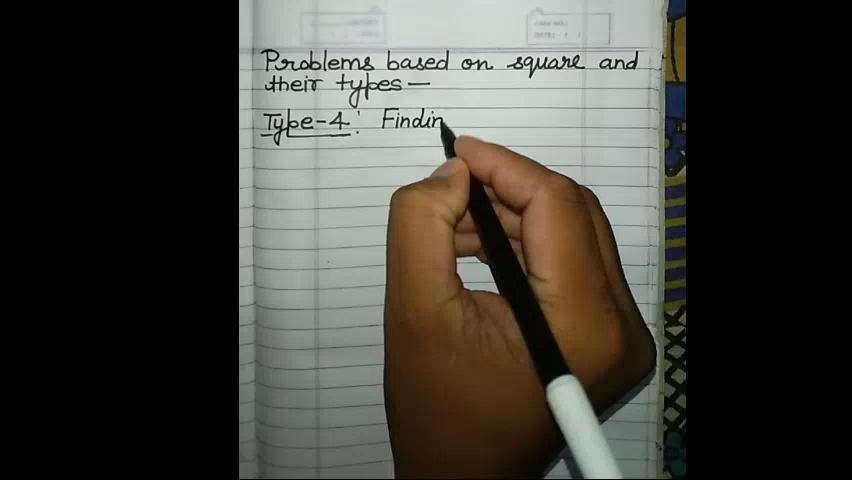 Problems based on square and
their types —
Type-4: Findin